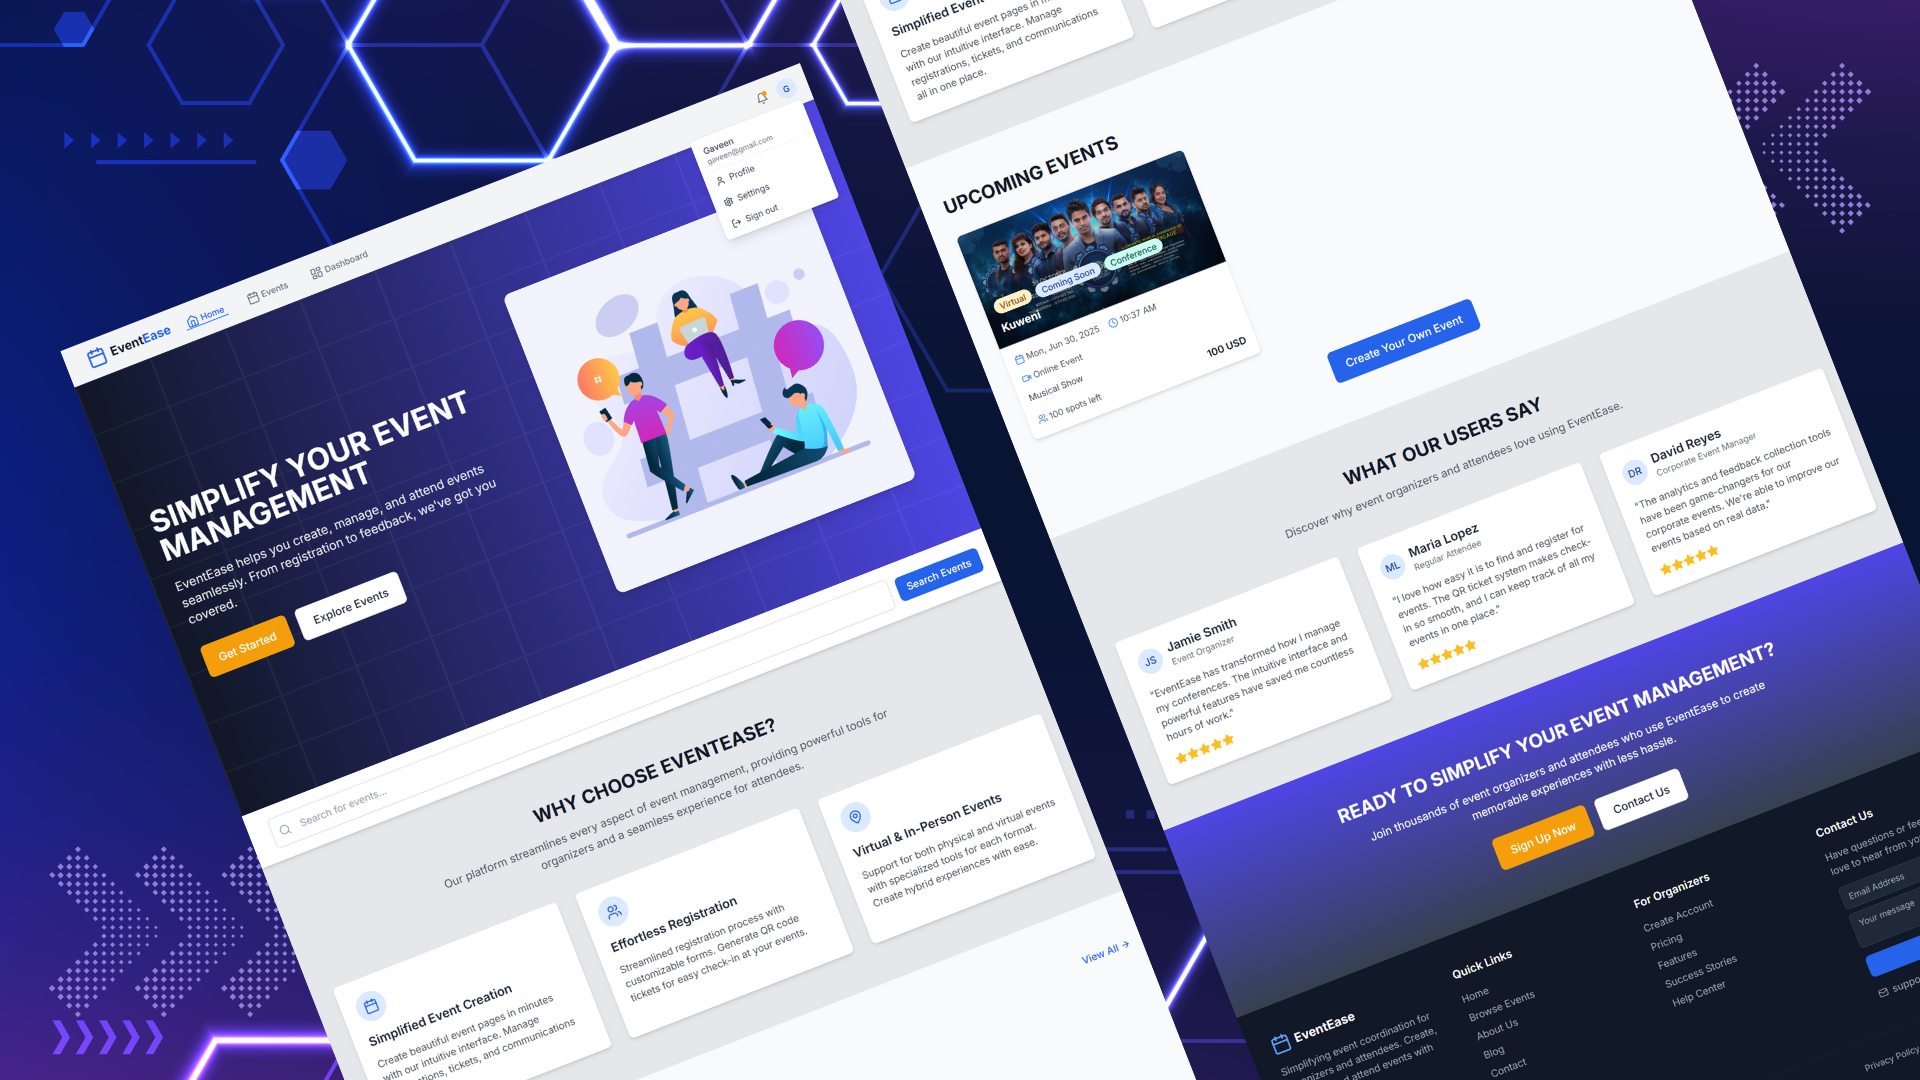 EventEase
Home
Events
Dashboard
G
Gaveen
gaveen@gmail.com
Profile
Settings
Sign out
SIMPLIFY YOUR EVENT
MANAGEMENT
EventEase helps you create, manage, and attend events
seamlessly. From registration to feedback, we've got you
covered.
Get Started
Explore Events
#
Search for events...
Search Events
WHY CHOOSE EVENTEASE?
Our platform streamlines every aspect of event management, providing powerful tools for
organizers and a seamless experience for attendees.
Simplified Event Creation
Create beautiful event pages in minutes
with our intuitive interface. Manage
tions, tickets, and communications
Effortless Registration
Streamlined registration process with
customizable forms. Generate QR code
tickets for easy check-in at your events.
Virtual & In-Person Events
Support for both physical and virtual events
with specialized tools for each format.
Create hybrid experiences with ease.
View All →
Simplified Event
Create beautiful event pages in m
with our intuitive interface. Manage
registrations, tickets, and communications
all in one place.
UPCOMING EVENTS
Virtual
Coming Soon
Conference
Kuweni
Mon, Jun 30, 2025
10:37 AM
Online Event
Musical Show
100 USD
100 spots left
Create Your Own Event
WHAT OUR USERS SAY
Discover why event organizers and attendees love using EventEase.
JS
Jamie Smith
Event Organizer
"EventEase has transformed how I manage
my conferences. The intuitive interface and
powerful features have saved me countless
hours of work."
ML
Maria Lopez
Regular Attendee
"I love how easy it is to find and register for
events. The QR ticket system makes check-
in so smooth, and I can keep track of all my
events in one place."
DR
David Reyes
Corporate Event Manager
"The analytics and feedback collection tools
have been game-changers for our
corporate events. We're able to improve our
events based on real data."
READY TO SIMPLIFY YOUR EVENT MANAGEMENT?
Join thousands of event organizers and attendees who use EventEase to create
memorable experiences with less hassle.
Sign Up Now
Contact Us
EventEase
Simplifying event coordination for
anizers and attendees. Create,
d attend events with
Quick Links
Home
Browse Events
About Us
Blog
Contact
For Organizers
Create Account
Pricing
Features
Success Stories
Help Center
Contact Us
Have questions or fee
love to hear from you
Email Address
Your message
suppo
Privacy Policy